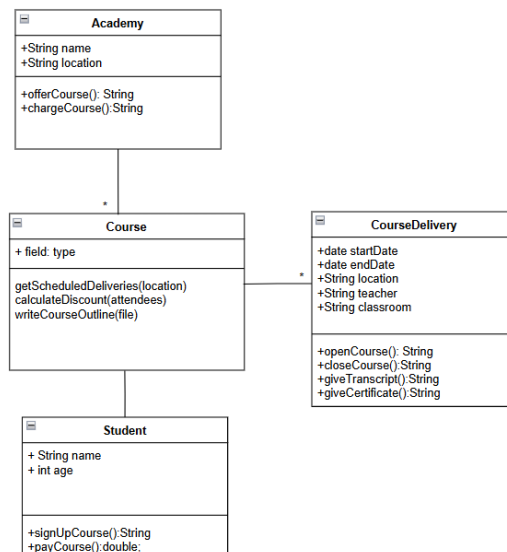 Academy
+String name
+String location
+offerCourse(): String
+chargeCourse():String
*
Course
+ field: type
getScheduledDeliveries(location)
calculateDiscount(attendees)
writeCourseOutline(file)
*
CourseDelivery
+date startDate
+date endDate
+String location
+String teacher
+String classroom
+openCourse(): String
+closeCourse():String
+giveTranscript():String
+giveCertificate():String
Student
+ String name
+ int age
+signUpCourse():String
+payCourse():double;